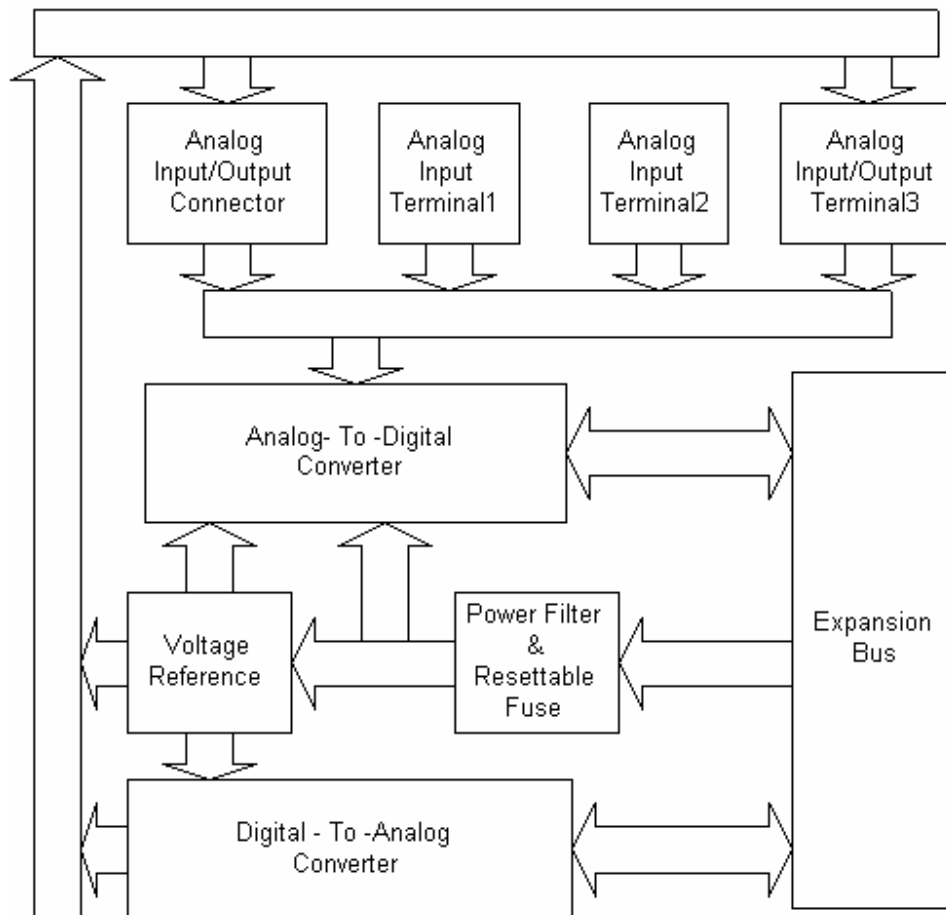 Analog
Input/Output
Connector
Analog
Input
Terminal1
Analog
Input
Terminal2
Analog
Input/Output
Terminal3
Analog- To -Digital
Converter
Voltage
Reference
Power Filter
&
Resettable
Fuse
Expansion
Bus
Digital - To -Analog
Converter